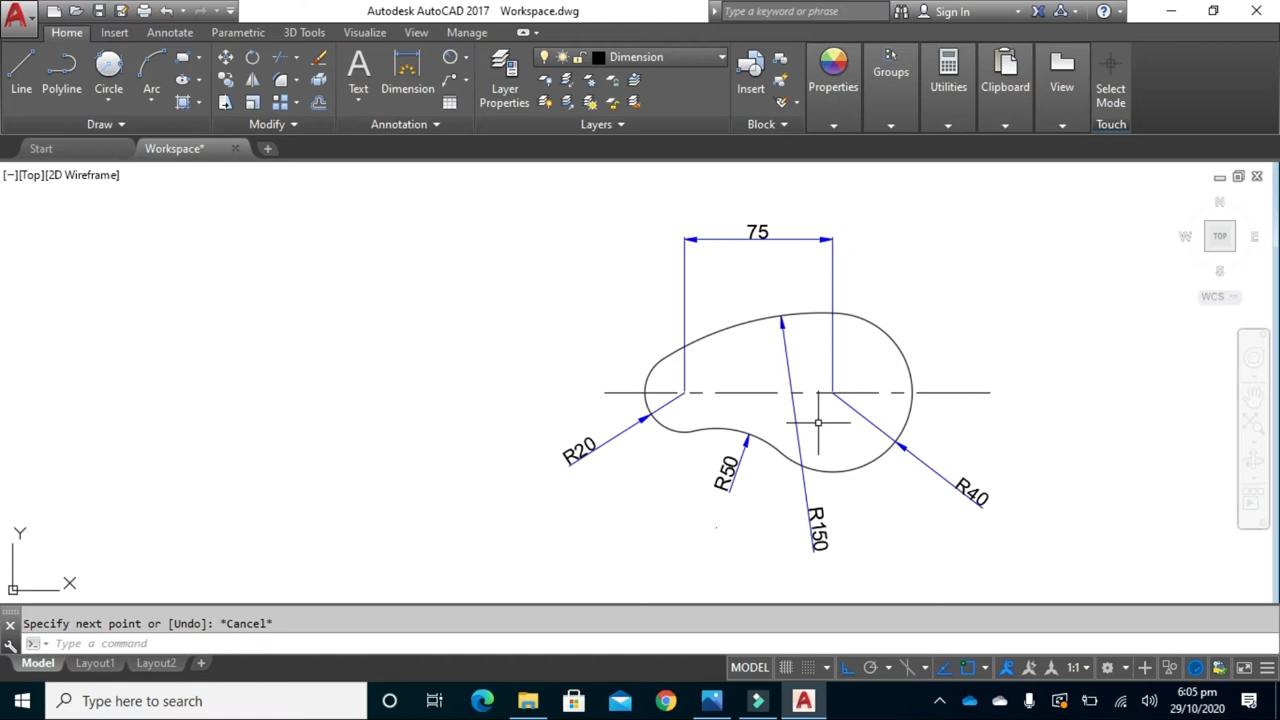 Autodesk AutoCAD 2017 Workspace.dwg
Type a keyword or phrase
Sign In
Home Insert Annotate Parametric 3D Tools Visualize View Manage
Line
Polyline
Circle
Arc
Text
Dimension
Layer
Properties
Dimension
Insert
Properties
Groups
Utilities
Clipboard
View
Select
Mode
Draw
Modify
Annotation
Layers
Block
Touch
Start
Workspace*
[−][Top][2D Wireframe]
N
W
TOP
E
S
WCS
75
R20
R50
R150
R40
Y
X
Specify next point or [Undo]: *Cancel*
Type a command
Model Layout1 Layout2
MODEL
1:1
Type here to search
6:05 pm
29/10/2020